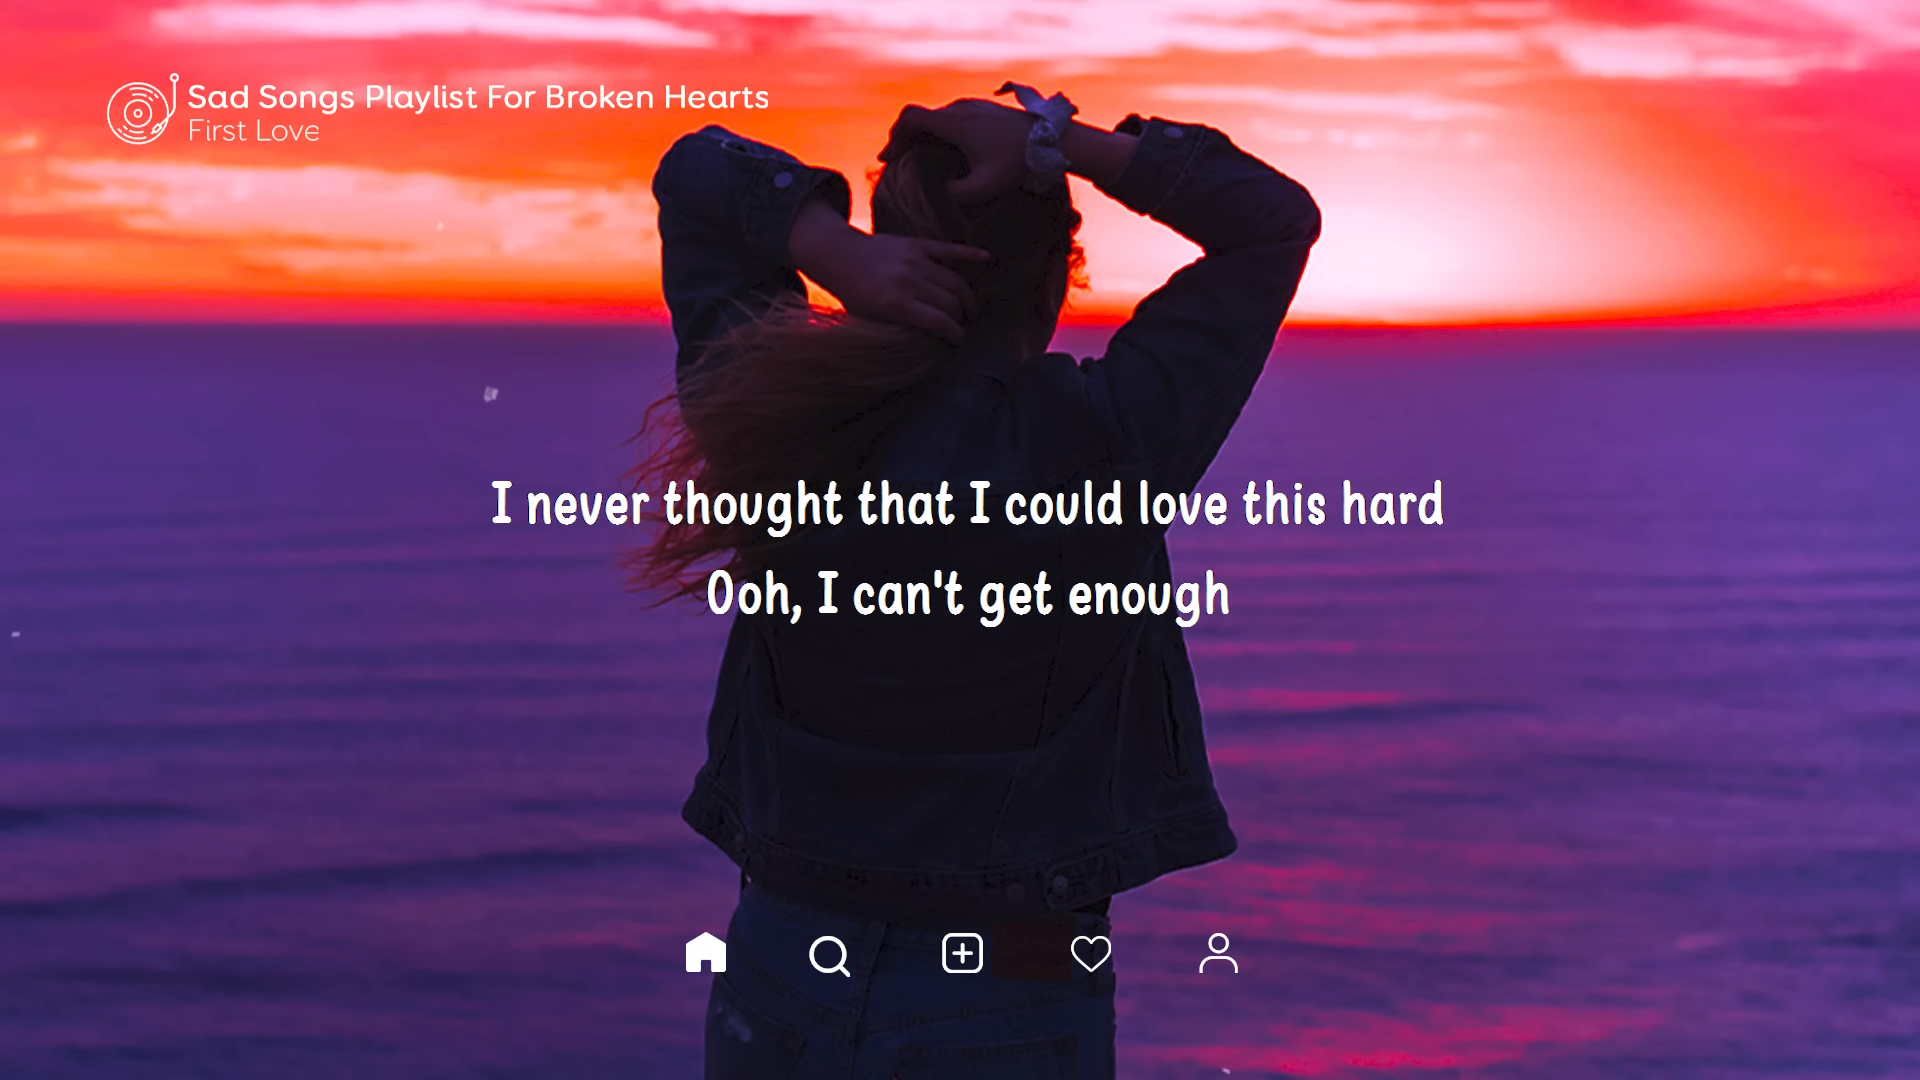 Sad Songs Playlist For Broken Hearts
First Love
I never thought that I could love this hard
Ooh, I can't get enough